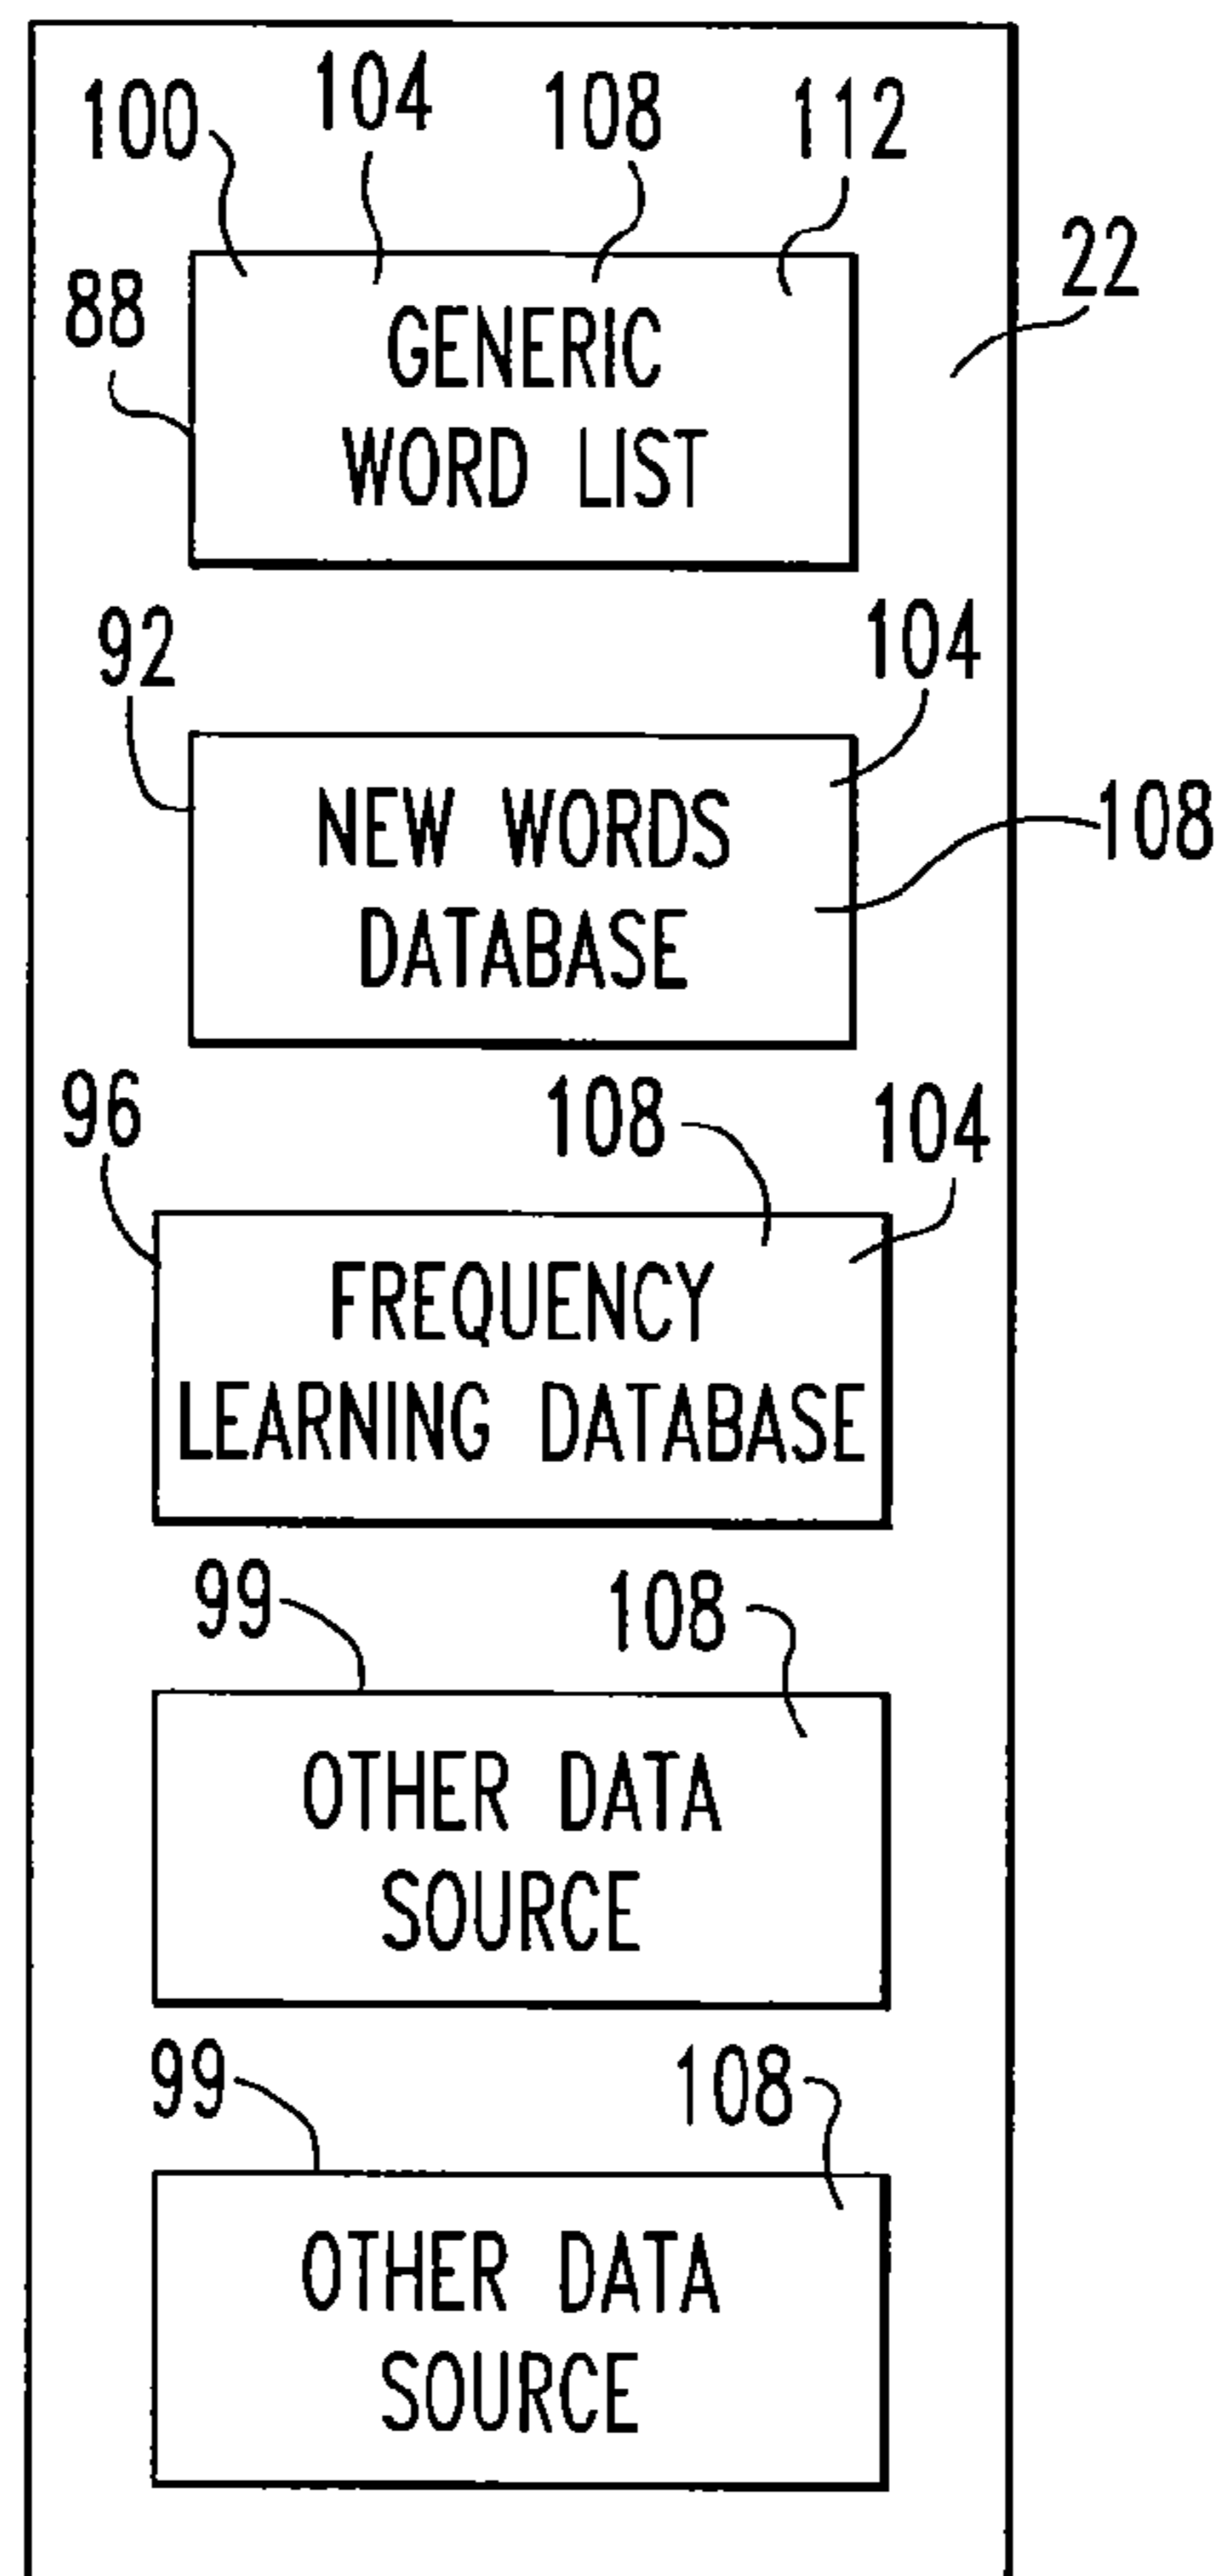 100 104 108 112
88 22
GENERIC
WORD LIST
92 104
NEW WORDS
108
DATABASE
96 108 104
FREQUENCY
LEARNING DATABASE
99 108
OTHER DATA
SOURCE
99 108
OTHER DATA
SOURCE